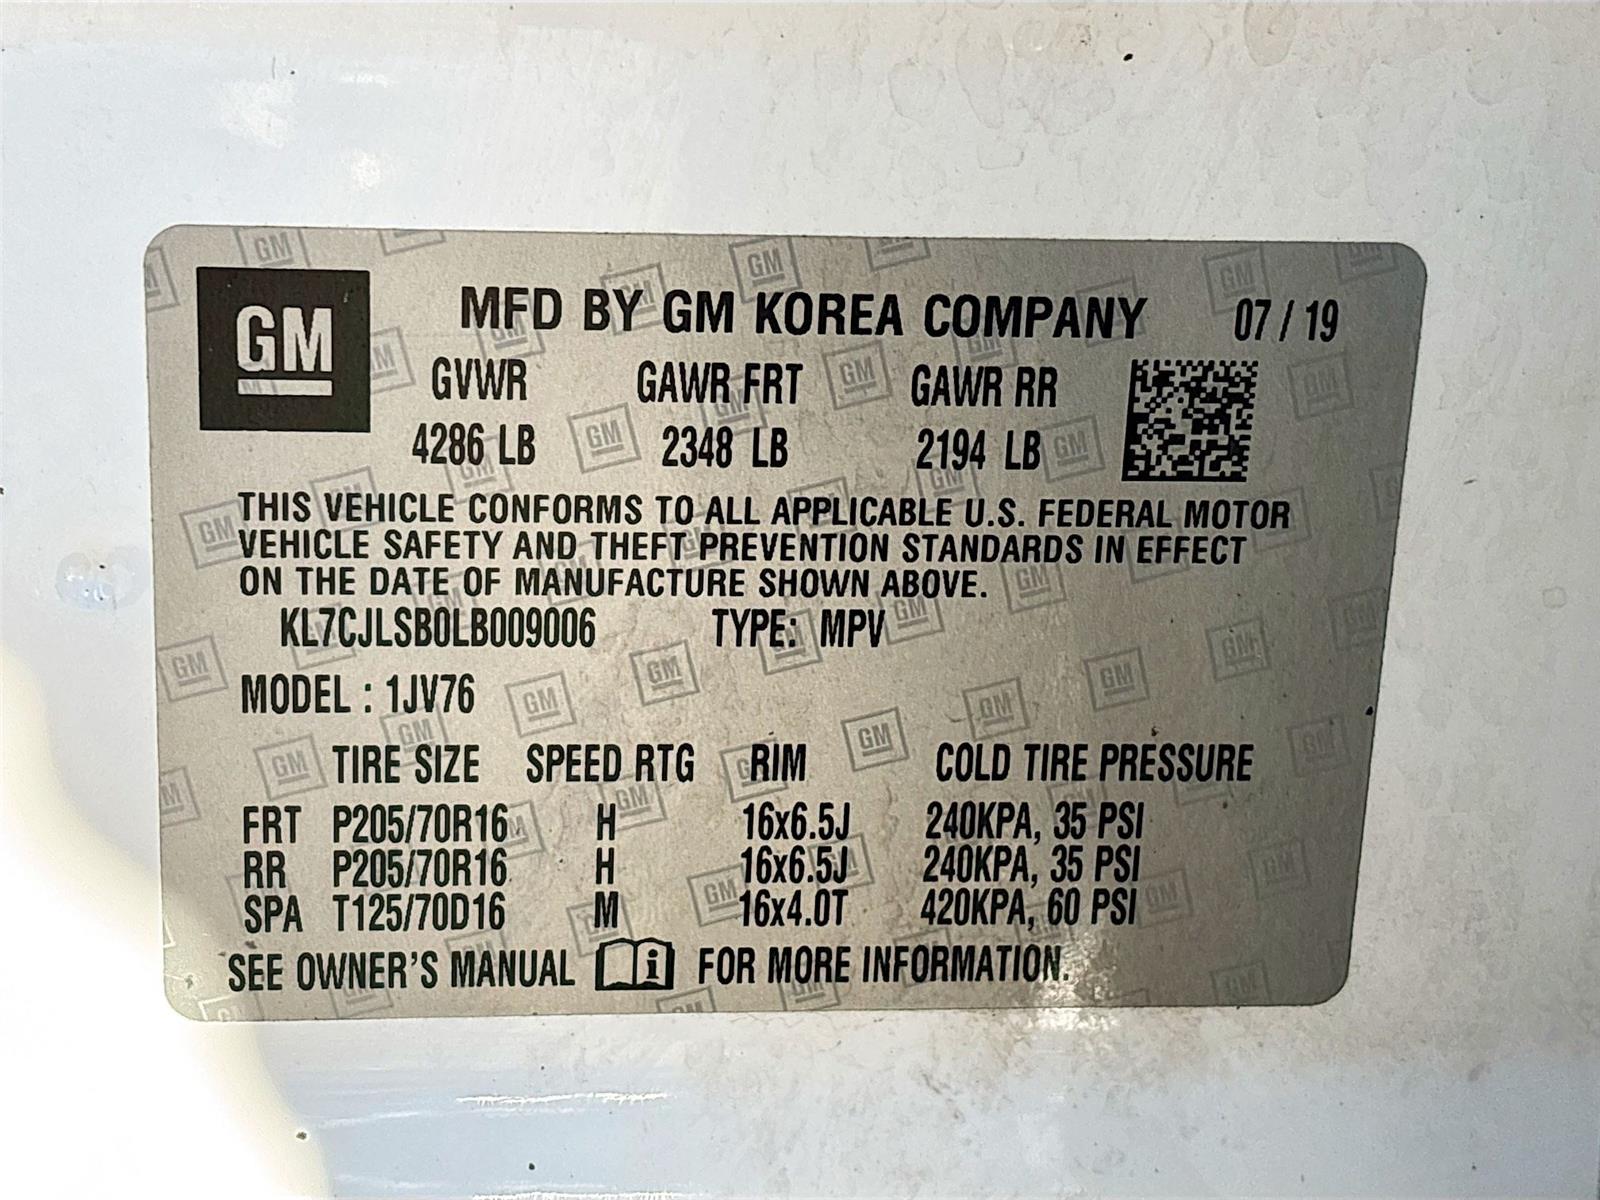 GM
MFD BY GM KOREA COMPANY 07 / 19
GVWR GAWR FRT GAWR RR
4286 LB 2348 LB 2194 LB
THIS VEHICLE CONFORMS TO ALL APPLICABLE U.S. FEDERAL MOTOR
VEHICLE SAFETY AND THEFT PREVENTION STANDARDS IN EFFECT
ON THE DATE OF MANUFACTURE SHOWN ABOVE.
KL7CJLSB0LB009006 TYPE: MPV
MODEL : 1JV76
TIRE SIZE SPEED RTG RIM COLD TIRE PRESSURE
FRT P205/70R16 H 16x6.5J 240KPA, 35 PSI
RR P205/70R16 H 16x6.5J 240KPA, 35 PSI
SPA T125/70D16 M 16x4.0T 420KPA, 60 PSI
SEE OWNER'S MANUAL i FOR MORE INFORMATION.